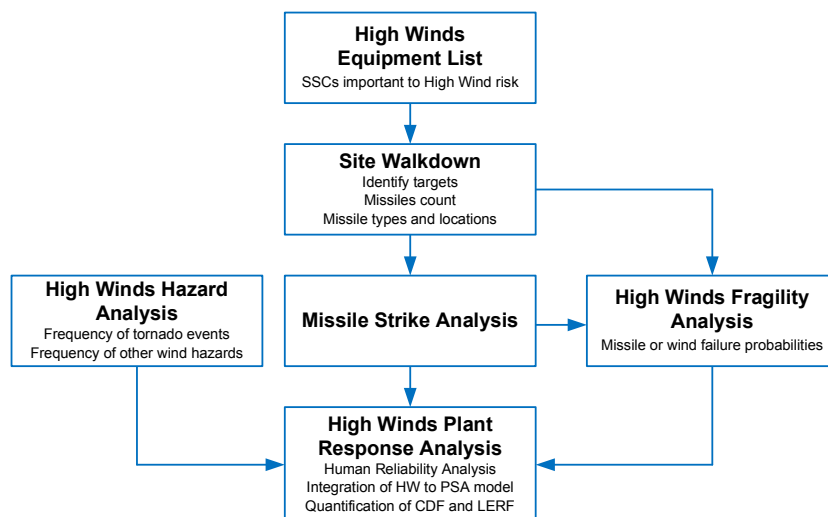 High Winds
Equipment List
SSCs important to High Wind risk
Site Walkdown
Identify targets
Missiles count
Missile types and locations
High Winds Hazard
Analysis
Frequency of tornado events
Frequency of other wind hazards
Missile Strike Analysis
High Winds Fragility
Analysis
Missile or wind failure probabilities
High Winds Plant
Response Analysis
Human Reliability Analysis
Integration of HW to PSA model
Quantification of CDF and LERF